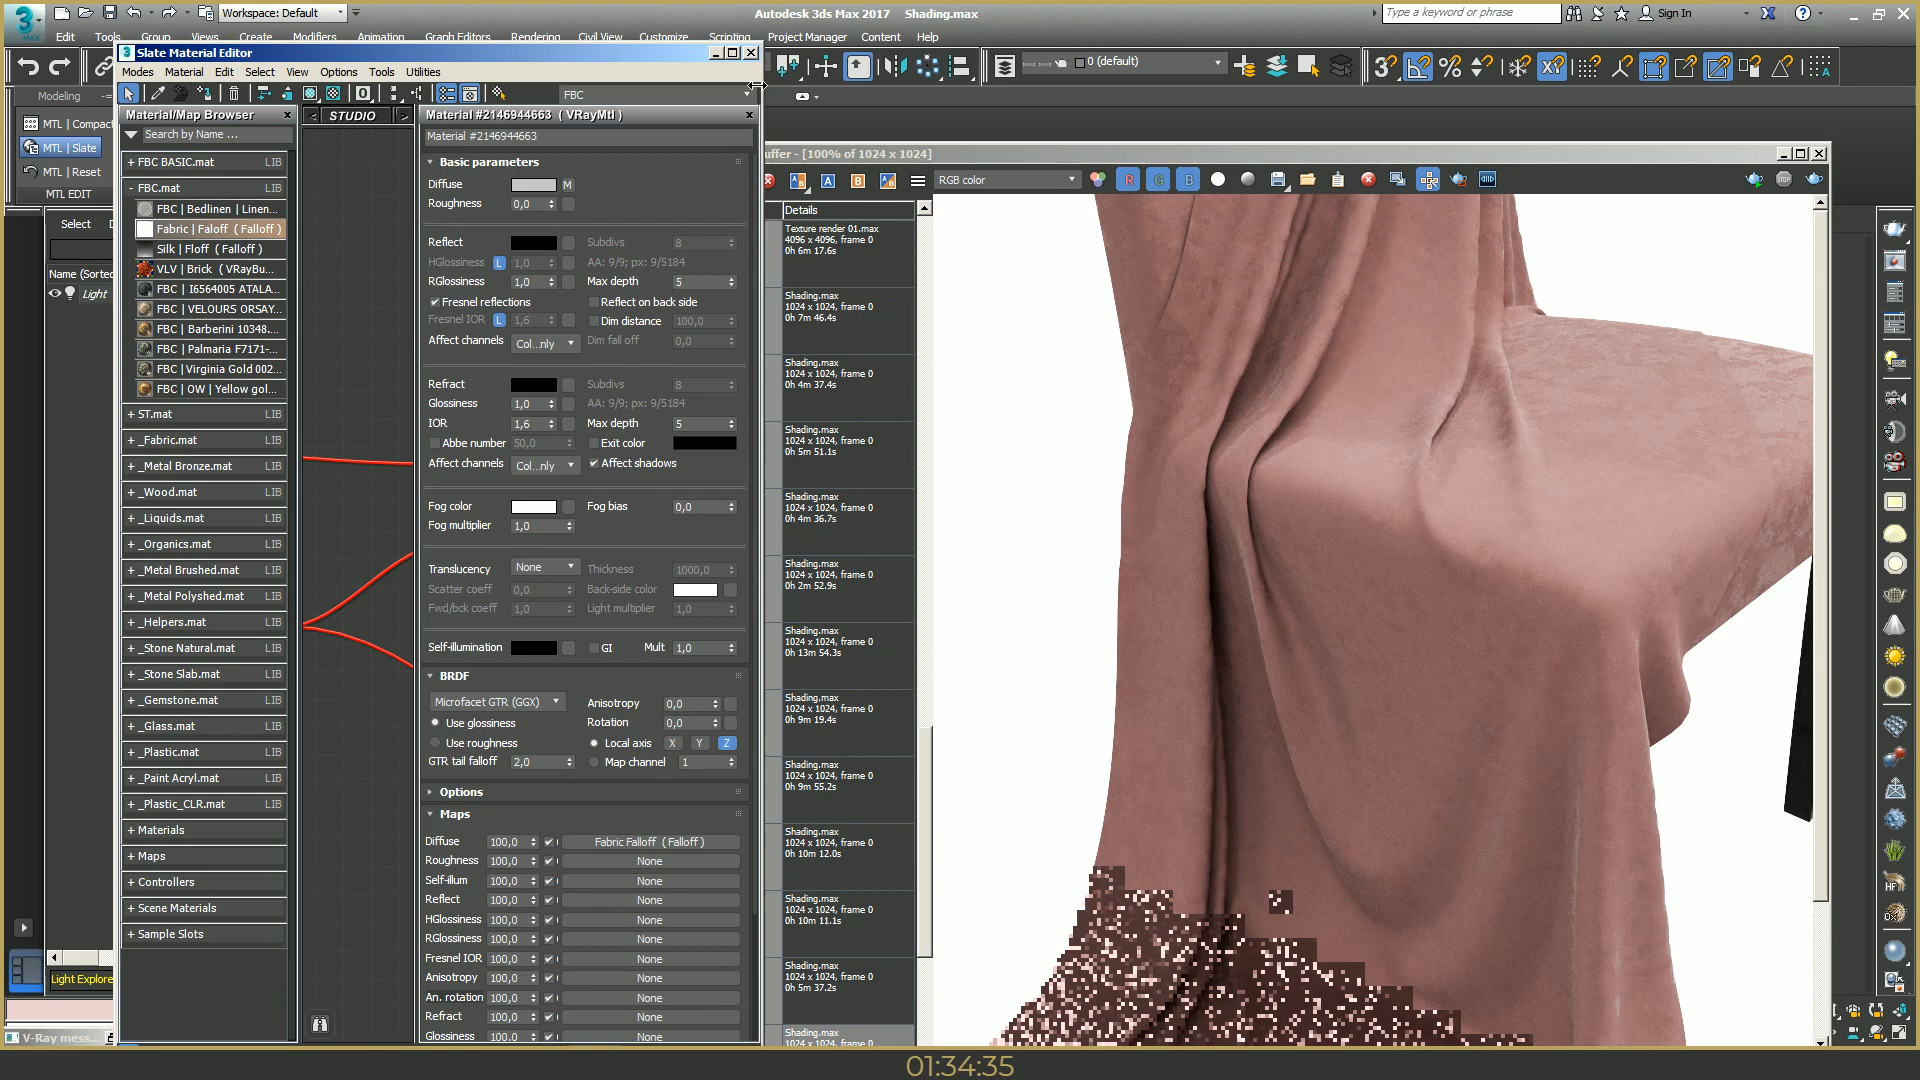 Workspace: Default
Autodesk 3ds Max 2017 Shading.max
Type a keyword or phrase
Sign In
Edit Tools Group Views Create Modifiers Animation Graph Editors Rendering Civil View Customize Scripting Project Manager Content Help
3 Slate Material Editor
0 (default)
Modes Material Edit Select View Options Tools Utilities
Modeling
FBC
MTL | Compact
MTL | Slate
MTL | Reset
MTL EDIT
Select
Name (Sorted
Light
Light Explore
V-Ray mess...
Material/Map Browser
Search by Name ...
+ FBC BASIC.mat LIB
- FBC.mat LIB
FBC | Bedlinen | Linen...
Fabric | Faloff ( Falloff )
Silk | Floff ( Falloff )
VLV | Brick ( VRayBu...
FBC | I6564005 ATALA...
FBC | VELOURS ORSAY...
FBC | Barberini 10348...
FBC | Palmaria F7171-...
FBC | Virginia Gold 002...
FBC | OW | Yellow gol...
+ ST.mat LIB
+ _Fabric.mat LIB
+ _Metal Bronze.mat LIB
+ _Wood.mat LIB
+ _Liquids.mat LIB
+ _Organics.mat LIB
+ _Metal Brushed.mat LIB
+ _Metal Polyshed.mat LIB
+ _Helpers.mat LIB
+ _Stone Natural.mat LIB
+ _Stone Slab.mat LIB
+ _Gemstone.mat LIB
+ _Glass.mat LIB
+ _Plastic.mat LIB
+ _Paint Acryl.mat LIB
+ _Plastic_CLR.mat LIB
+ Materials
+ Maps
+ Controllers
+ Scene Materials
+ Sample Slots
STUDIO
Material #2146944663 ( VRayMtl )
Material #2146944663
Basic parameters
Diffuse M
Roughness 0,0
Reflect Subdivs 8
HGlossiness L 1,0 AA: 9/9; px: 9/5184
RGlossiness 1,0 Max depth 5
Fresnel reflections Reflect on back side
Fresnel IOR L 1,6 Dim distance 100,0
Affect channels Col...nly Dim fall off 0,0
Refract Subdivs 8
Glossiness 1,0 AA: 9/9; px: 9/5184
IOR 1,6 Max depth 5
Abbe number 50,0 Exit color
Affect channels Col...nly Affect shadows
Fog color Fog bias 0,0
Fog multiplier 1,0
Translucency None Thickness 1000,0
Scatter coeff 0,0 Back-side color
Fwd/bck coeff 1,0 Light multiplier 1,0
Self-illumination GI Mult 1,0
BRDF
Microfacet GTR (GGX) Anisotropy 0,0
Use glossiness Rotation 0,0
Use roughness Local axis X Y Z
GTR tail falloff 2,0 Map channel 1
Options
Maps
Diffuse 100,0 Fabric Falloff ( Falloff )
Roughness 100,0 None
Self-illum 100,0 None
Reflect 100,0 None
HGlossiness 100,0 None
RGlossiness 100,0 None
Fresnel IOR 100,0 None
Anisotropy 100,0 None
An. rotation 100,0 None
Refract 100,0 None
Glossiness 100,0 None
uffer - [100% of 1024 x 1024]
RGB color
Details
Texture render 01.max
4096 x 4096, frame 0
0h 6m 17.6s
Shading.max
1024 x 1024, frame 0
0h 7m 46.4s
Shading.max
1024 x 1024, frame 0
0h 4m 37.4s
Shading.max
1024 x 1024, frame 0
0h 5m 51.1s
Shading.max
1024 x 1024, frame 0
0h 4m 36.7s
Shading.max
1024 x 1024, frame 0
0h 2m 52.9s
Shading.max
1024 x 1024, frame 0
0h 13m 54.3s
Shading.max
1024 x 1024, frame 0
0h 9m 19.4s
Shading.max
1024 x 1024, frame 0
0h 9m 55.2s
Shading.max
1024 x 1024, frame 0
0h 10m 12.0s
Shading.max
1024 x 1024, frame 0
0h 10m 11.1s
Shading.max
1024 x 1024, frame 0
0h 5m 37.2s
Shading.max
1024 x 1024, frame 0
01:34:35